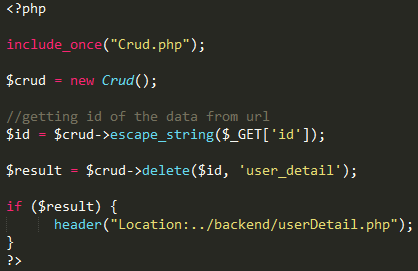 <?php
include_once("Crud.php");
$crud = new Crud();
//getting id of the data from url
$id = $crud->escape_string($_GET['id']);
$result = $crud->delete($id, 'user_detail');
if ($result) {
header("Location:../backend/userDetail.php");
}
?>